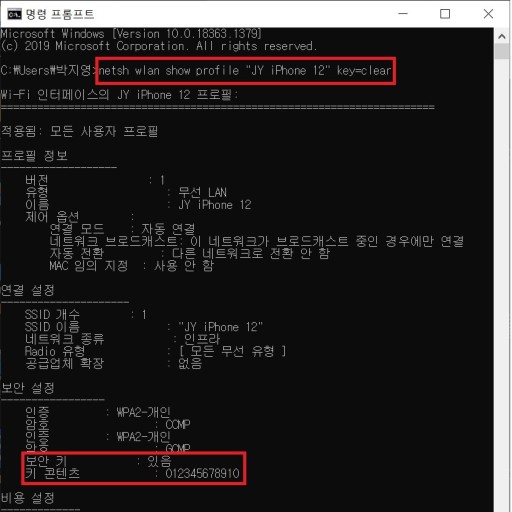 명령 프롬프트
Microsoft Windows [Version 10.0.18363.1379]
(c) 2019 Microsoft Corporation. All rights reserved.
C:\Users\박지영>netsh wlan show profile "JY iPhone 12" key=clear
Wi-Fi 인터페이스의 JY iPhone 12 프로필:
=======================================================================
적용됨: 모든 사용자 프로필
프로필 정보
-------------------
버전 : 1
유형 : 무선 LAN
이름 : JY iPhone 12
제어 옵션 :
연결 모드 : 자동 연결
네트워크 브로드캐스트: 이 네트워크가 브로드캐스트 중인 경우에만 연결
자동 전환 : 다른 네트워크로 전환 안 함
MAC 임의 지정 : 사용 안 함
연결 설정
---------------------
SSID 개수 : 1
SSID 이름 : "JY iPhone 12"
네트워크 종류 : 인프라
Radio 유형 : [ 모든 무선 유형 ]
공급업체 확장 : 없음
보안 설정
-----------------
인증 : WPA2-개인
암호 : CCMP
인증 : WPA2-개인
암호 : GCMP
보안 키 : 있음
키 콘텐츠 : 012345678910
비용 설정
-------------